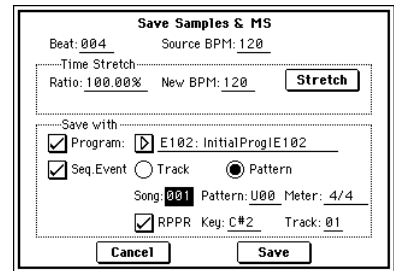 Save Samples & MS
Beat: 004 Source BPM: 120
Time Stretch
Ratio: 100.00% New BPM: 120 Stretch
Save with
Program: E102: InitialProg|E102
Seq.Event Track Pattern
Song: 001 Pattern: U00 Meter: 4/4
RPPR Key: C#2 Track: 01
Cancel Save